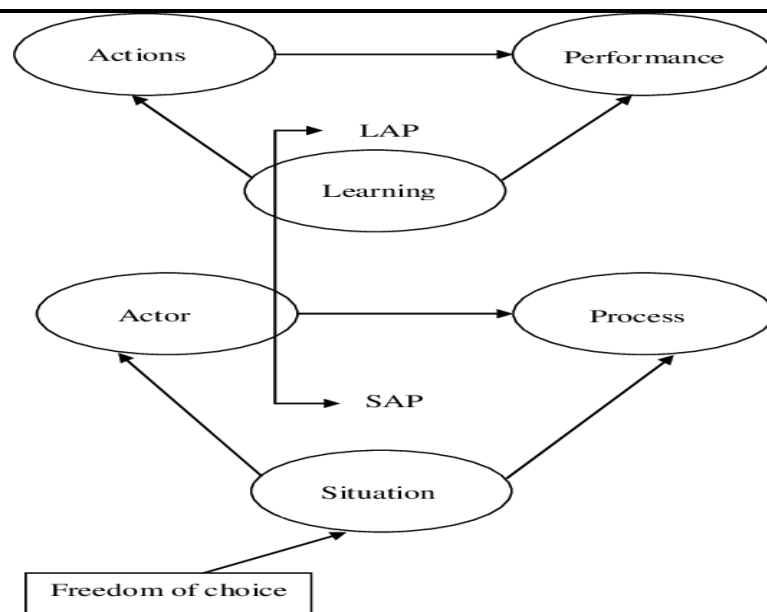 Actions
Performance
LAP
Learning
Actor
Process
SAP
Situation
Freedom of choice